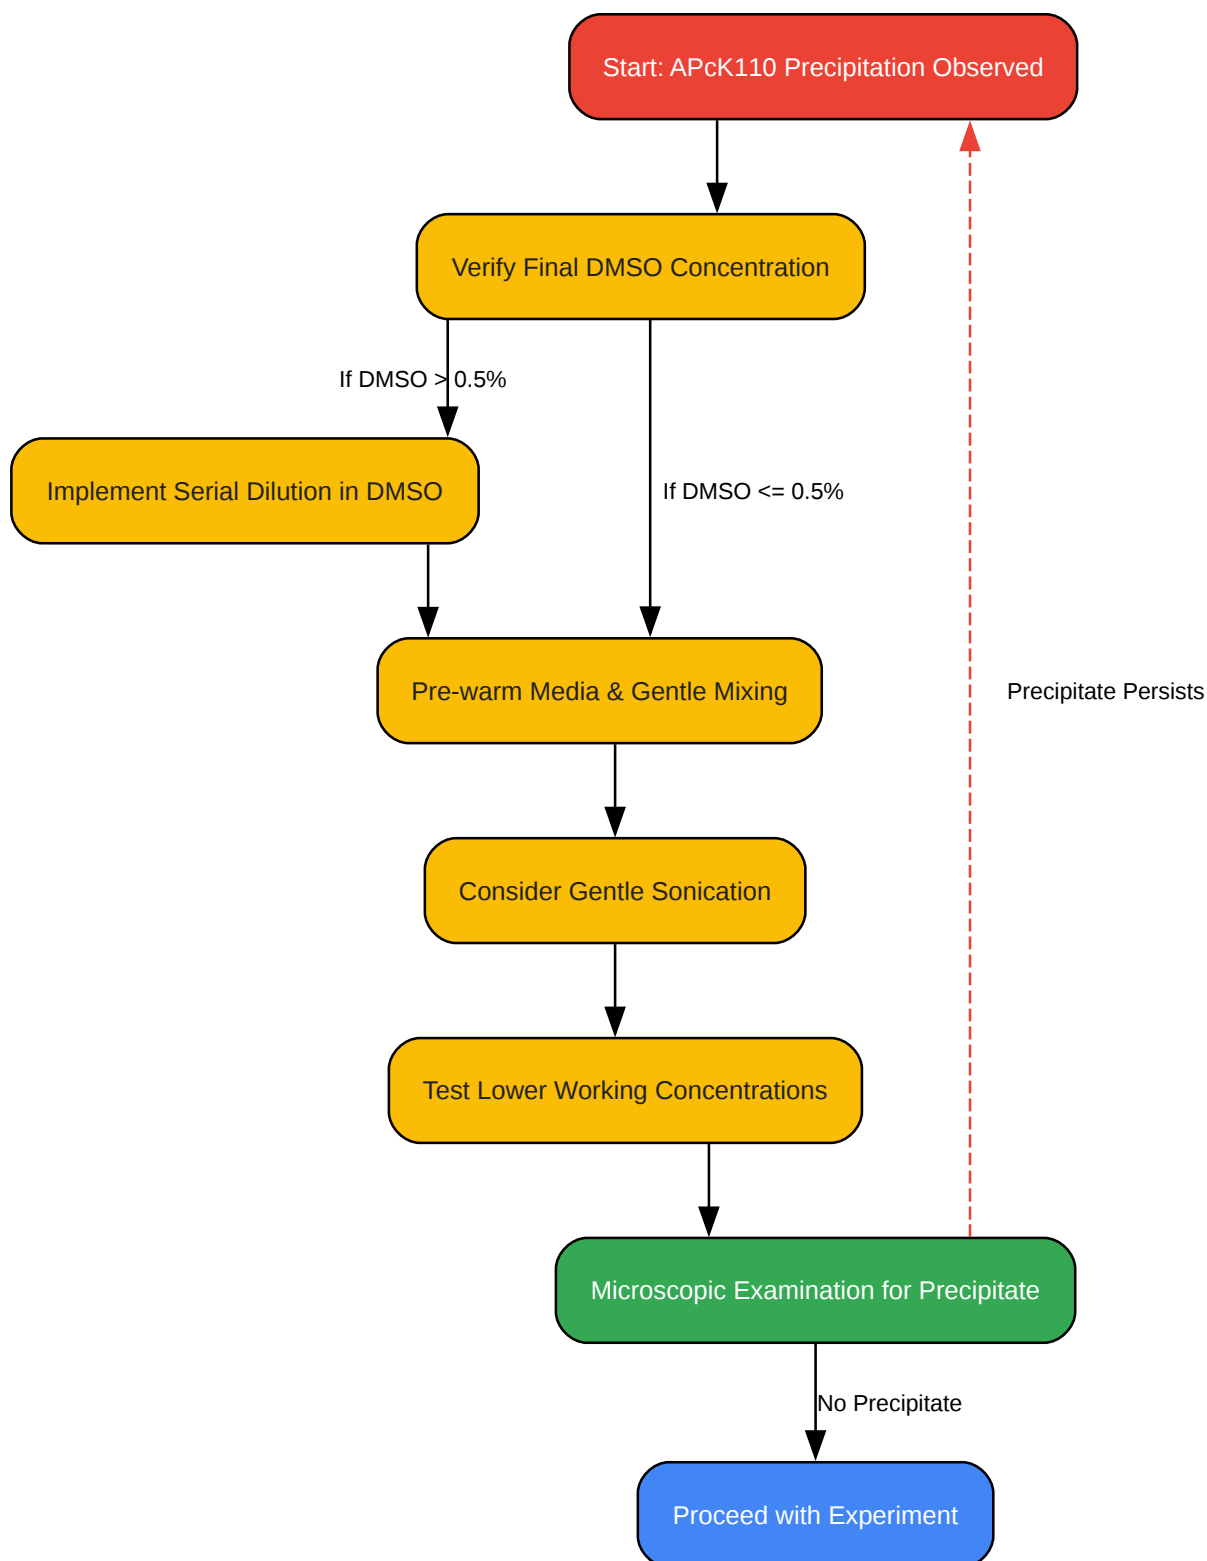 Start: APcK110 Precipitation Observed
Verify Final DMSO Concentration
If DMSO > 0.5%
Implement Serial Dilution in DMSO
If DMSO <= 0.5%
Pre-warm Media & Gentle Mixing
Precipitate Persists
Consider Gentle Sonication
Test Lower Working Concentrations
Microscopic Examination for Precipitate
No Precipitate
Proceed with Experiment